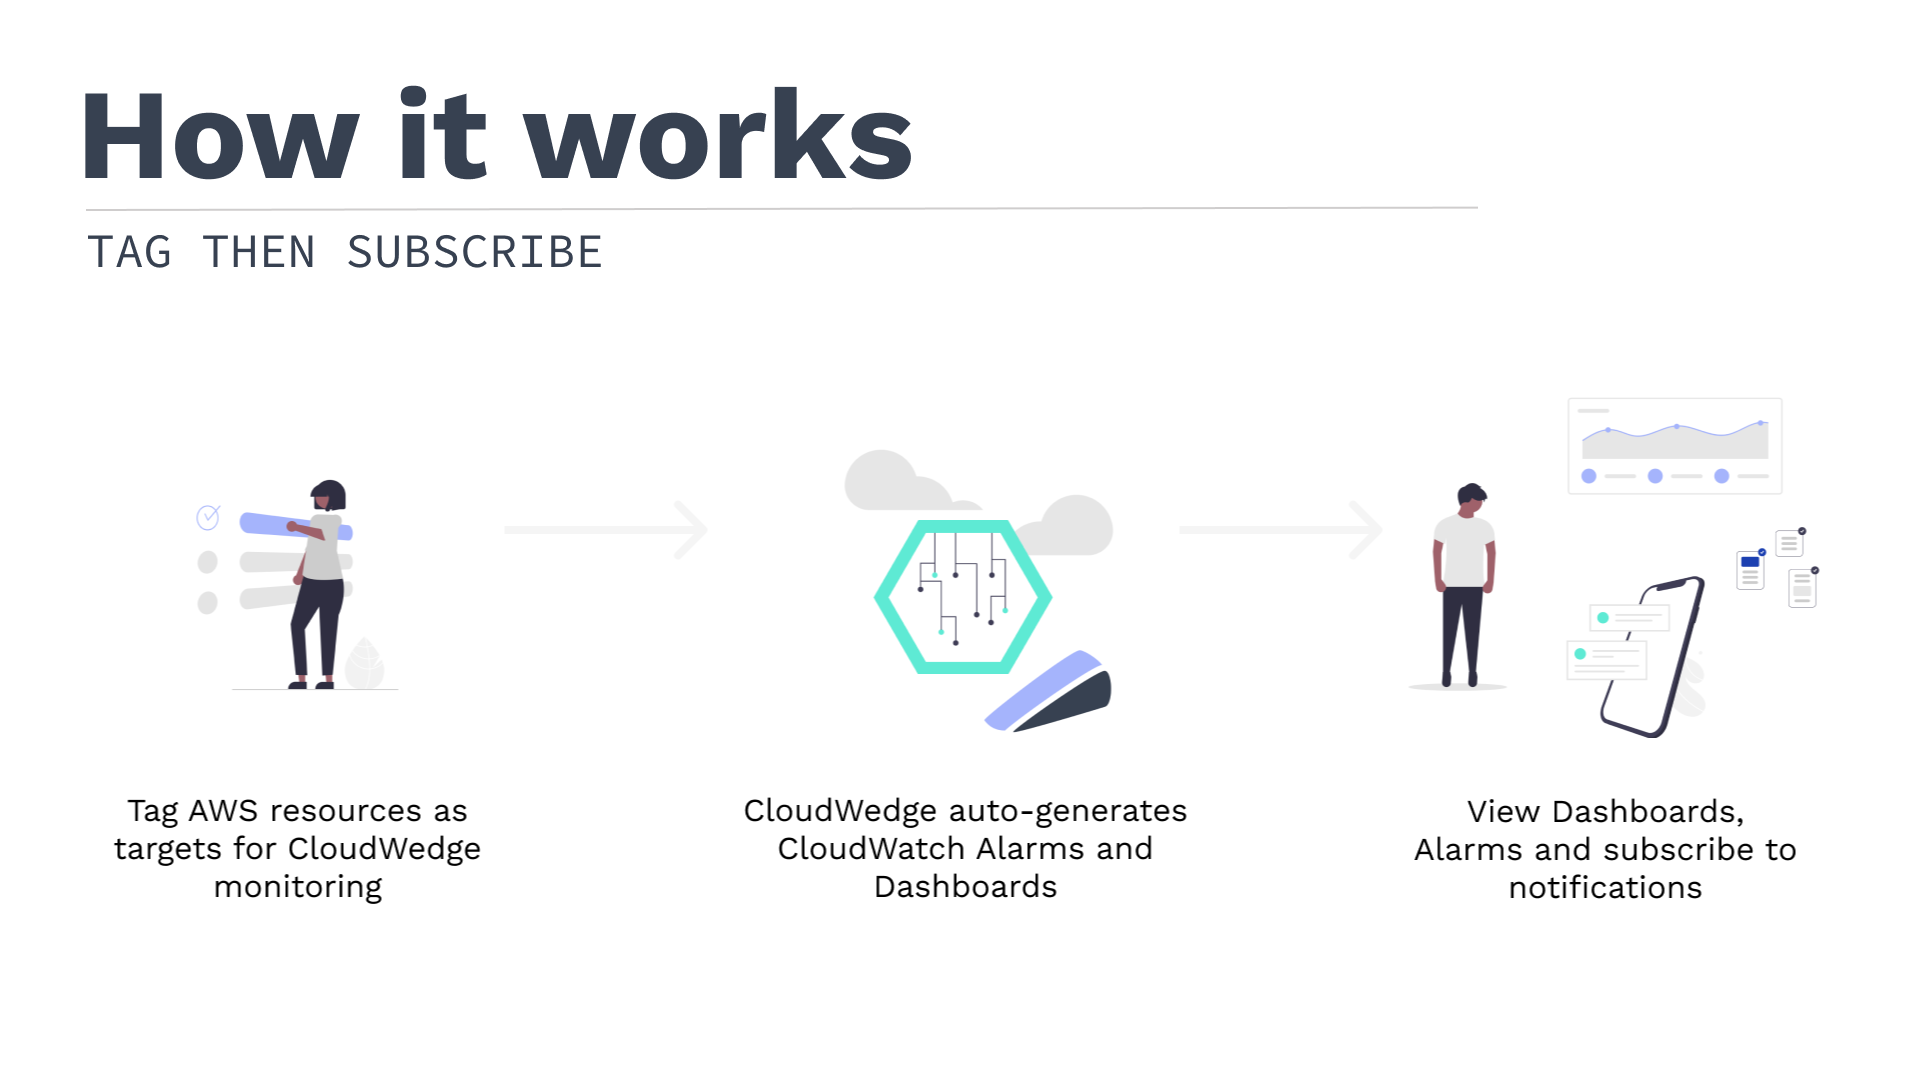 How it works
TAG THEN SUBSCRIBE
Tag AWS resources as
targets for CloudWedge
monitoring
CloudWedge auto-generates
CloudWatch Alarms and
Dashboards
View Dashboards,
Alarms and subscribe to
notifications